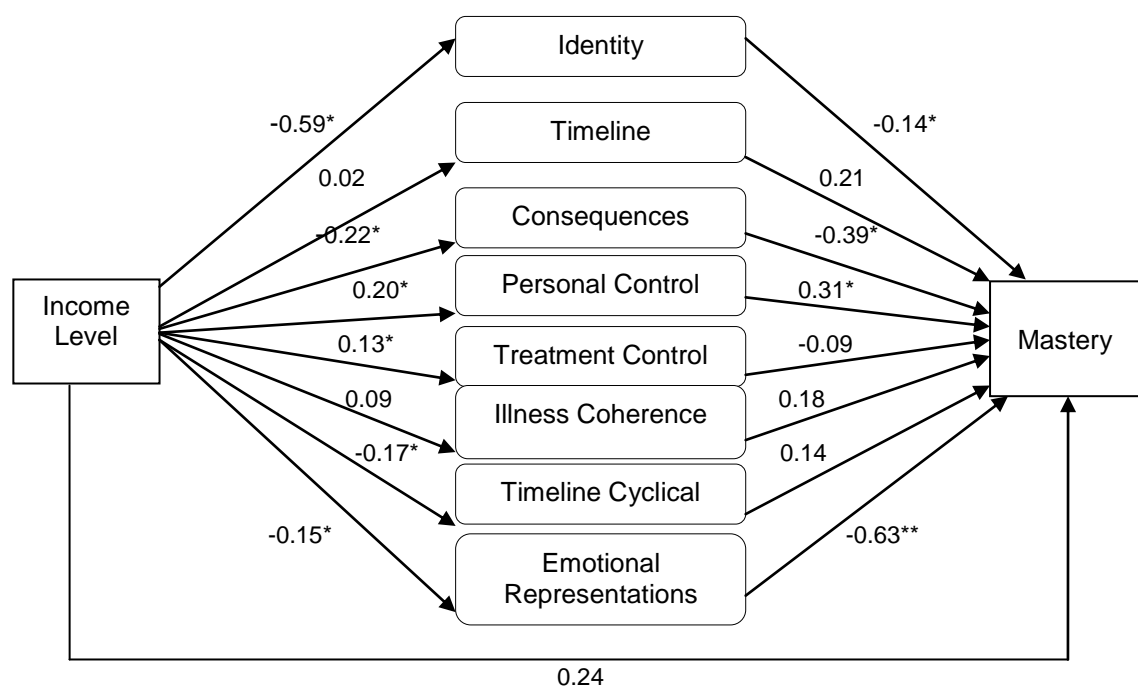 Identity
-0.59*
-0.14*
Timeline
0.02
0.21
Consequences
-0.22*
-0.39*
Income
Level
Personal Control
0.20*
0.31*
Mastery
Treatment Control
0.13*
-0.09
Illness Coherence
0.09
0.18
-0.17*
0.14
Timeline Cyclical
-0.15*
-0.63**
Emotional
Representations
0.24